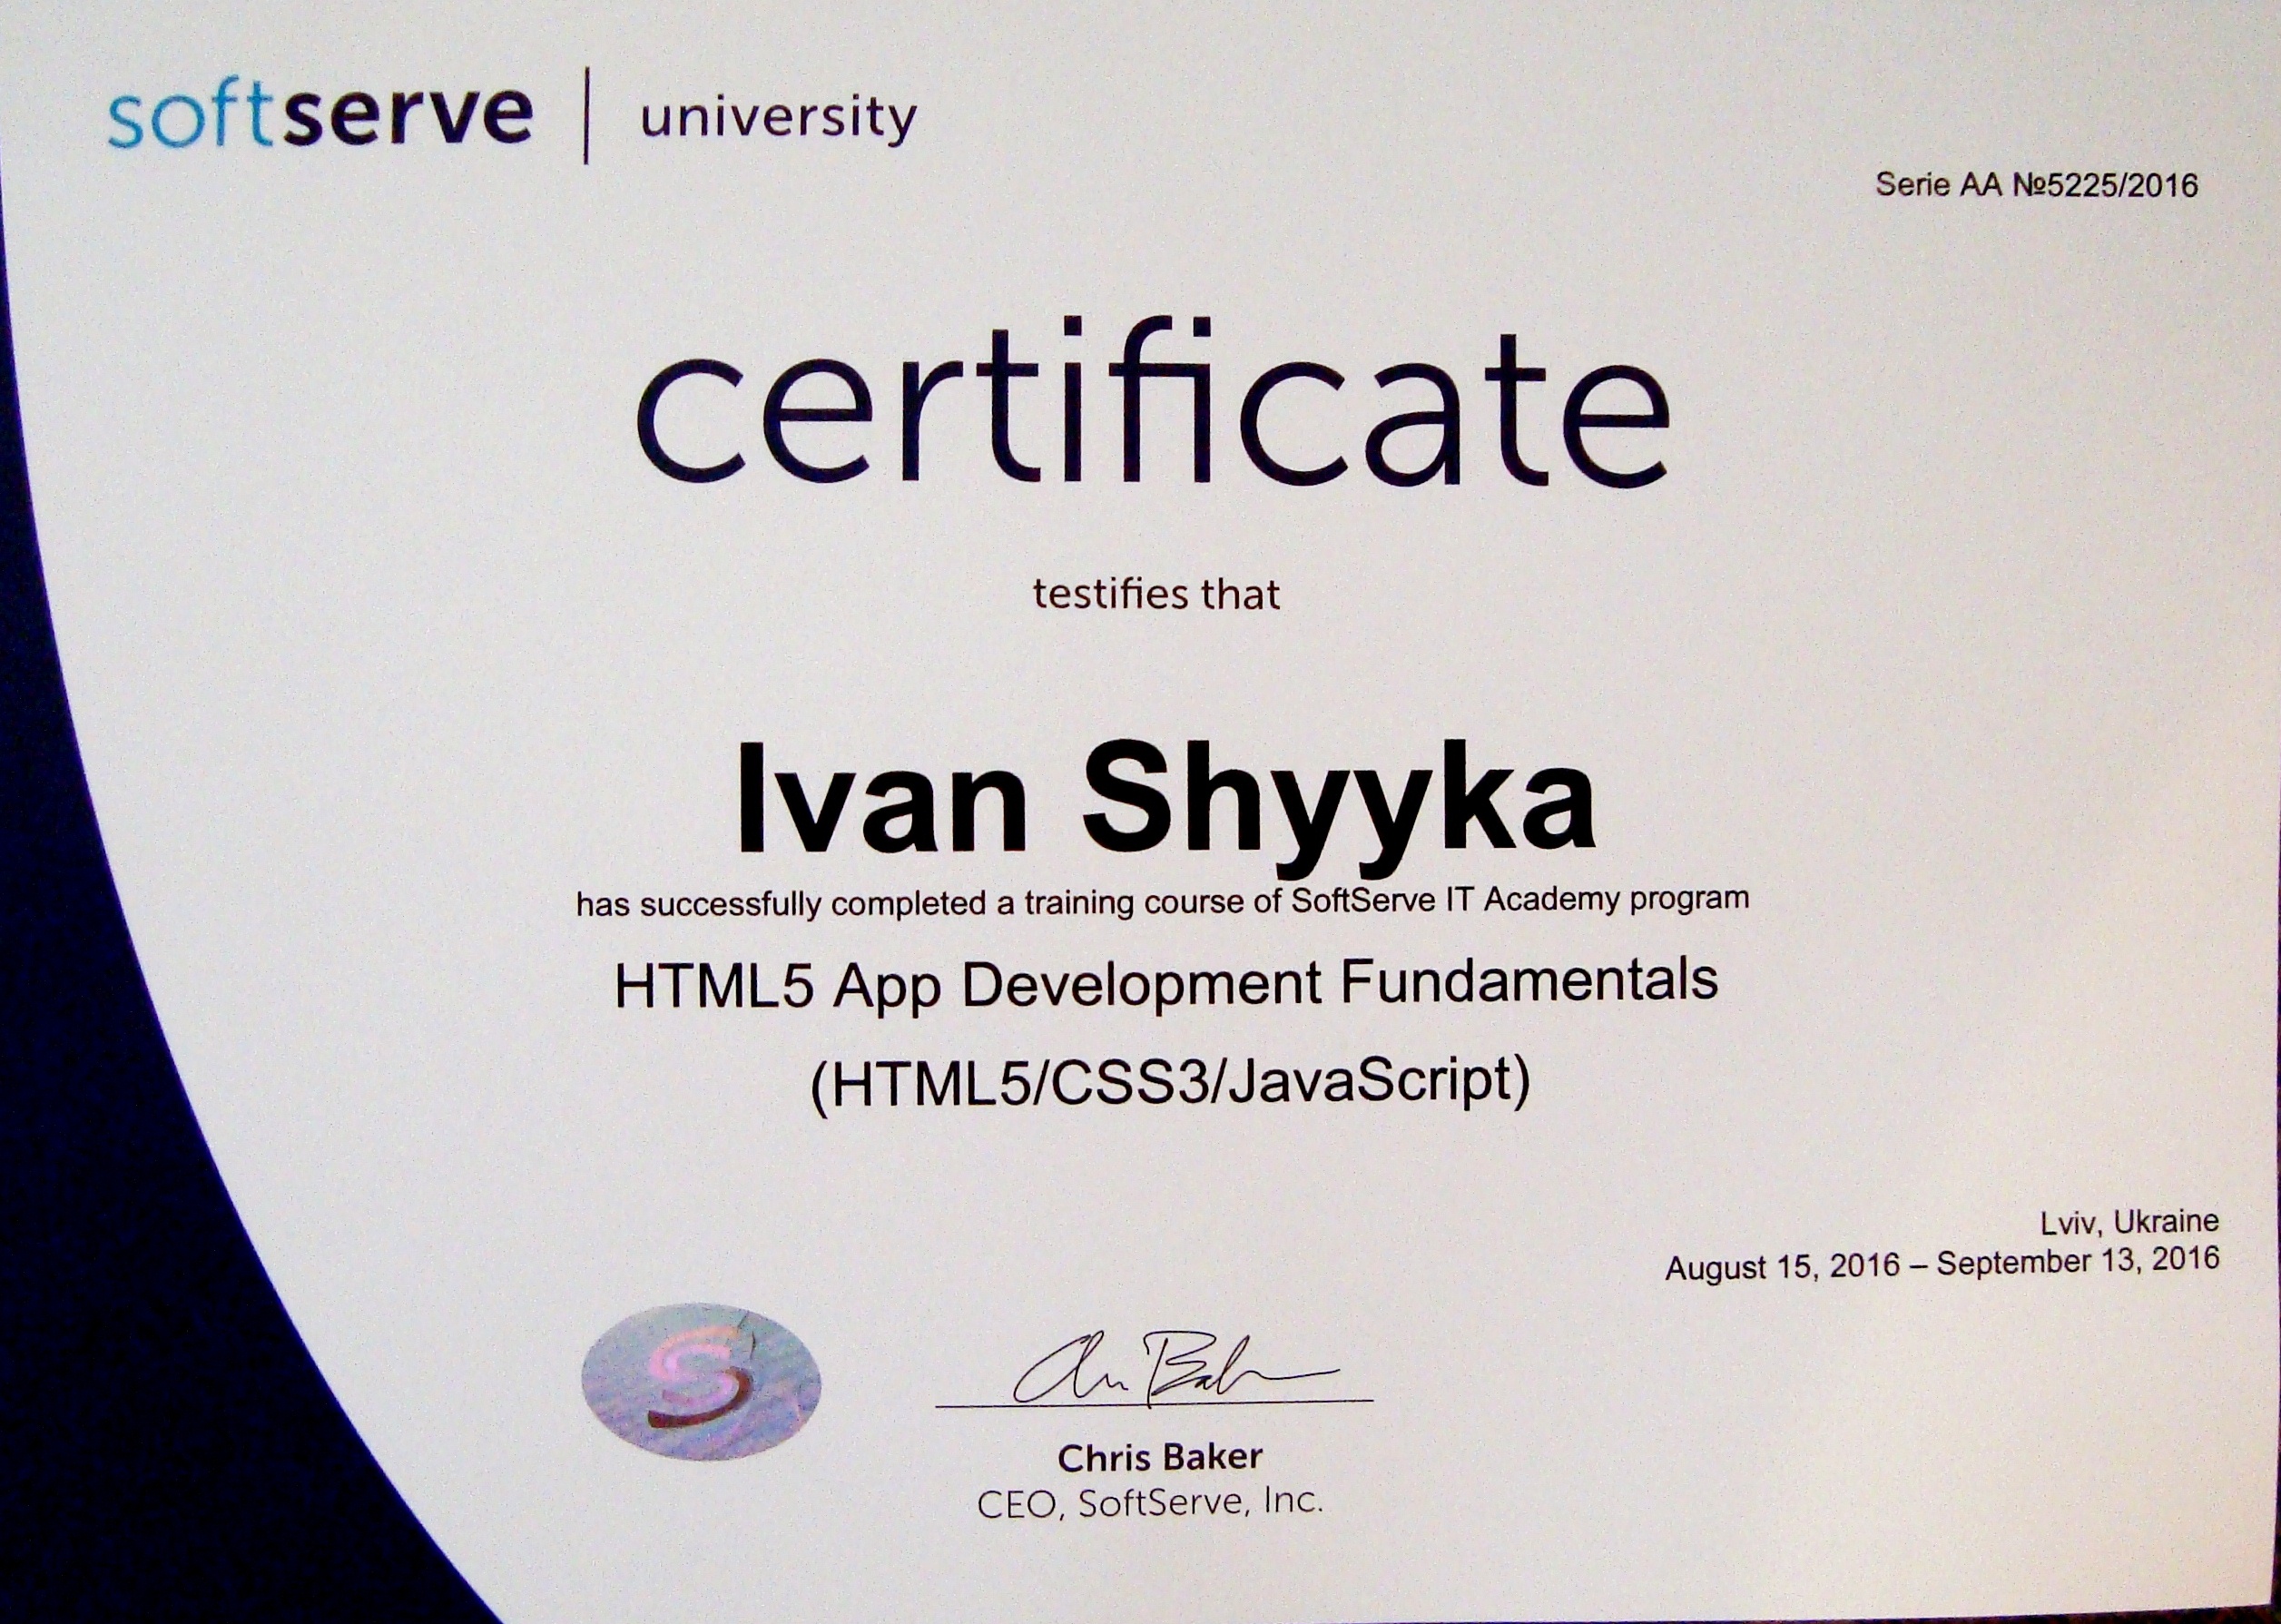 softserve | university
Serie AA №5225/2016
certificate
testifies that
Ivan Shyyka
has successfully completed a training course of SoftServe IT Academy program
HTML5 App Development Fundamentals
(HTML5/CSS3/JavaScript)
Lviv, Ukraine
August 15, 2016 – September 13, 2016
S
Chris Baker
CEO, SoftServe, Inc.